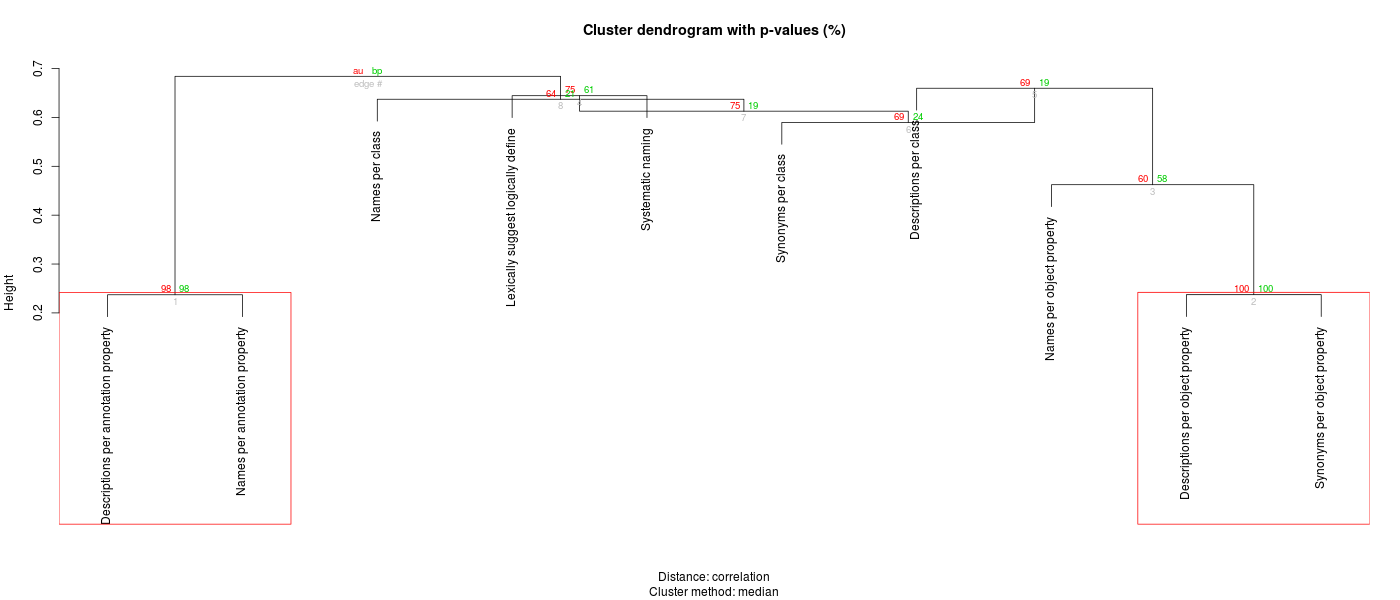 Cluster dendrogram with p-values (%)
Height
0.7
0.6
0.5
0.4
0.3
0.2
au bp
edge #
75 61
64 21
8
75 19
7
69 24
6
69 19
60 58
3
98 98
1
100 100
2
Descriptions per annotation property
Names per annotation property
Names per class
Lexically suggest logically define
Systematic naming
Synonyms per class
Descriptions per class
Names per object property
Descriptions per object property
Synonyms per object property
Distance: correlation
Cluster method: median